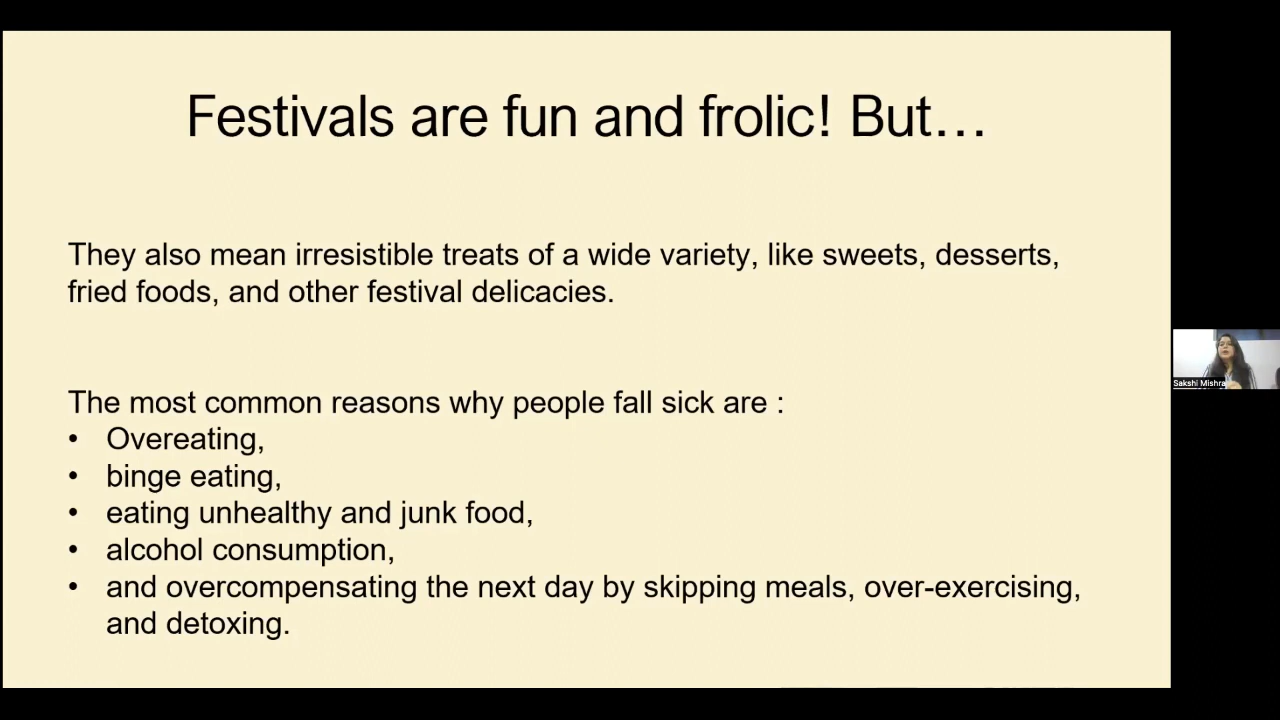 Festivals are fun and frolic! But…
They also mean irresistible treats of a wide variety, like sweets, desserts,
fried foods, and other festival delicacies.
The most common reasons why people fall sick are :
• Overeating,
• binge eating,
• eating unhealthy and junk food,
• alcohol consumption,
• and overcompensating the next day by skipping meals, over-exercising,
and detoxing.
Sakshi Mishra